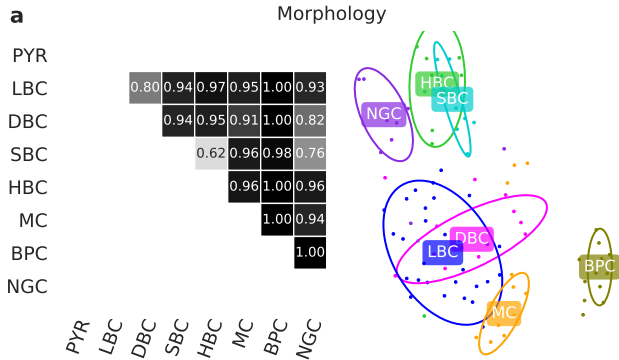 a
Morphology
PYR
LBC 0.80 0.94 0.97 0.95 1.00 0.93
DBC 0.94 0.95 0.91 1.00 0.82
SBC 0.62 0.96 0.98 0.76
HBC 0.96 1.00 0.96
MC 1.00 0.94
BPC 1.00
NGC
PYR LBC DBC SBC HBC MC BPC NGC
HBC
SBC
NGC
DBC
LBC
BPC
MC